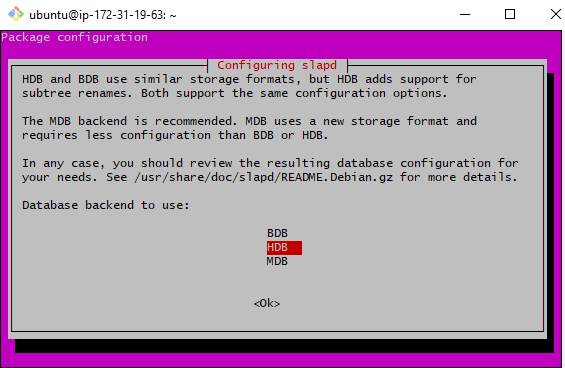 ubuntu@ip-172-31-19-63: ~
Package configuration
Configuring slapd
HDB and BDB use similar storage formats, but HDB adds support for
subtree renames. Both support the same configuration options.
The MDB backend is recommended. MDB uses a new storage format and
requires less configuration than BDB or HDB.
In any case, you should review the resulting database configuration for
your needs. See /usr/share/doc/slapd/README.Debian.gz for more details.
Database backend to use:
BDB
HDB
MDB
<Ok>